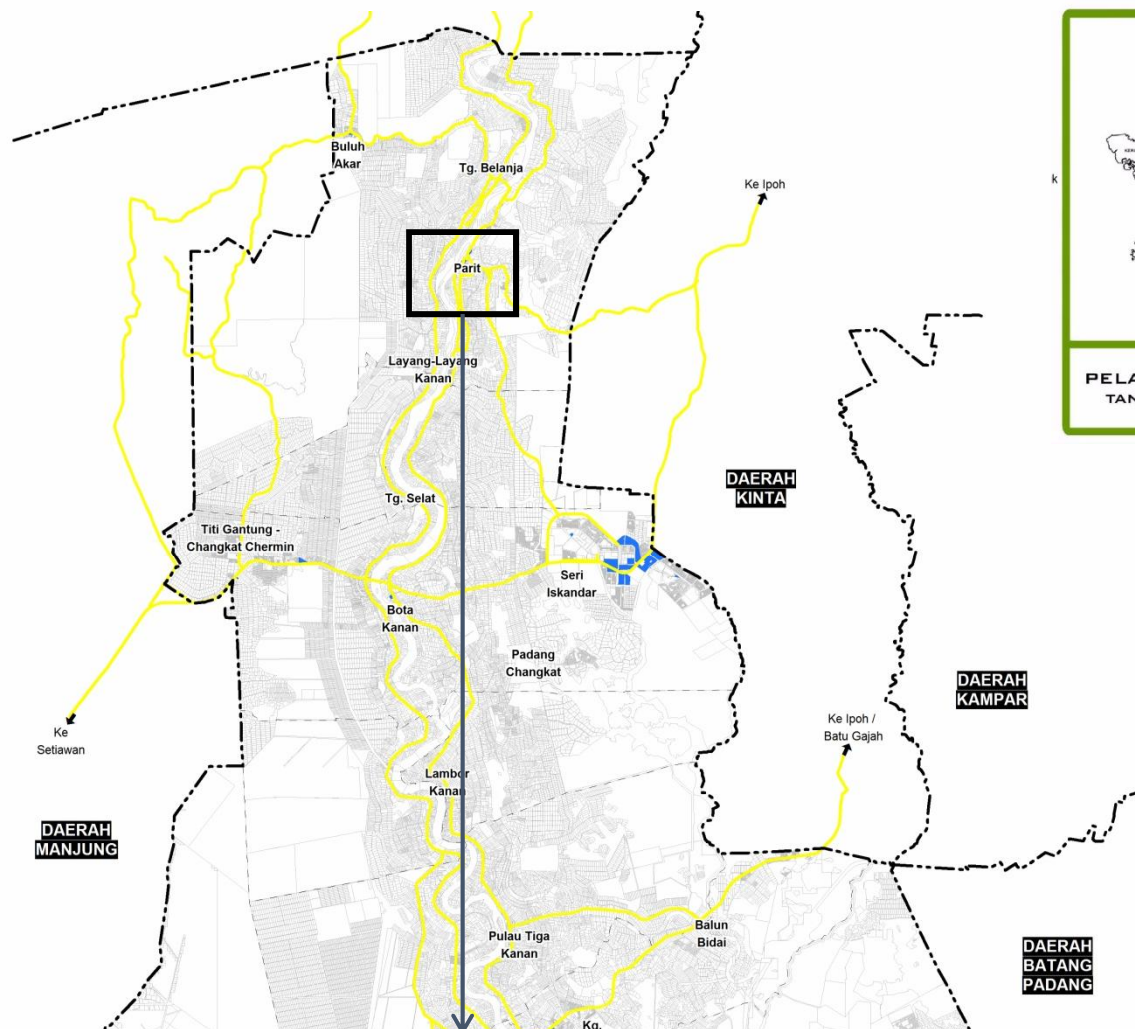 Buluh
Akar
Tg. Belanja
Ke Ipoh
k
Parit
Layang-Layang
Kanan
PELA
TAN
DAERAH
KINTA
Tg. Selat
Titi Gantung -
Changkat Chermin
Seri
Iskandar
Bota
Kanan
Padang
Changkat
DAERAH
KAMPAR
Ke
Setiawan
Ke Ipoh /
Batu Gajah
Lambor
Kanan
DAERAH
MANJUNG
Pulau Tiga
Kanan
Balun
Bidai
DAERAH
BATANG
PADANG
Kg.